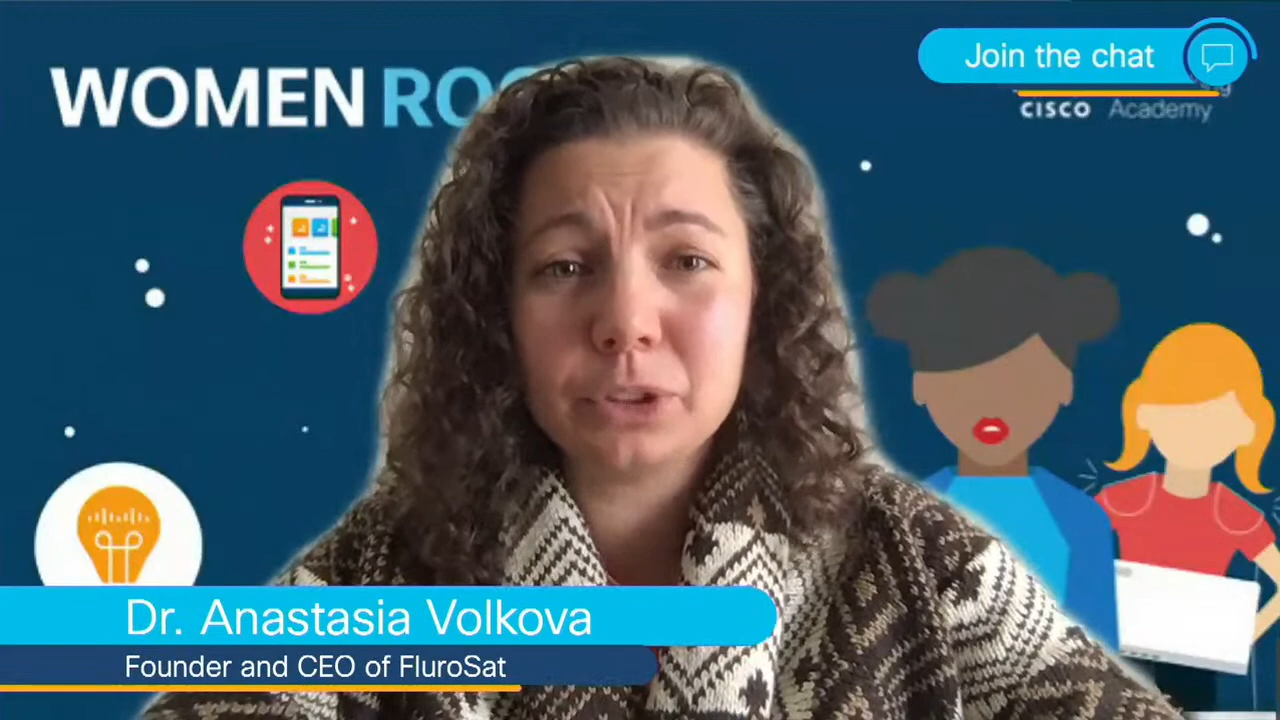 Join the chat
WOMEN RO
CISCO Academy
Dr. Anastasia Volkova
Founder and CEO of FluroSat